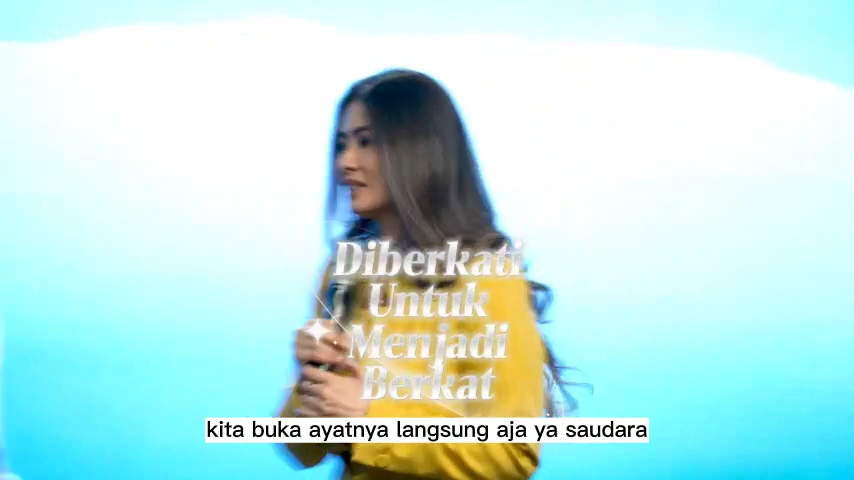 Diberkati
Untuk
Menjadi
Berkat
kita buka ayatnya langsung aja ya saudara